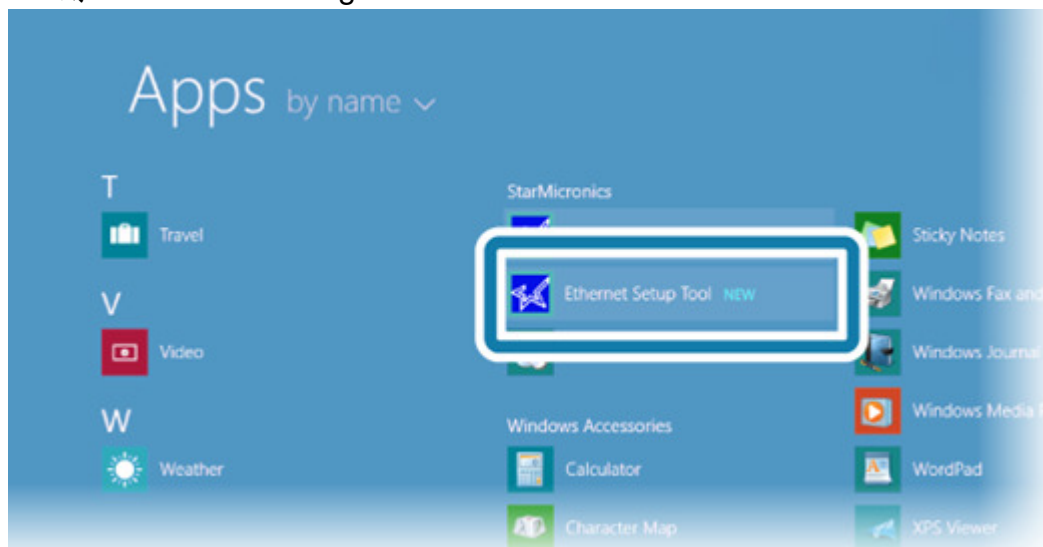 Apps by name
T
Travel
V
Video
W
Weather
StarMicronics
Ethernet Setup Tool NEW
Windows Accessories
Calculator
Character Map
Sticky Notes
Windows Fax and
Windows Journal
Windows Media
WordPad
XPS Viewer